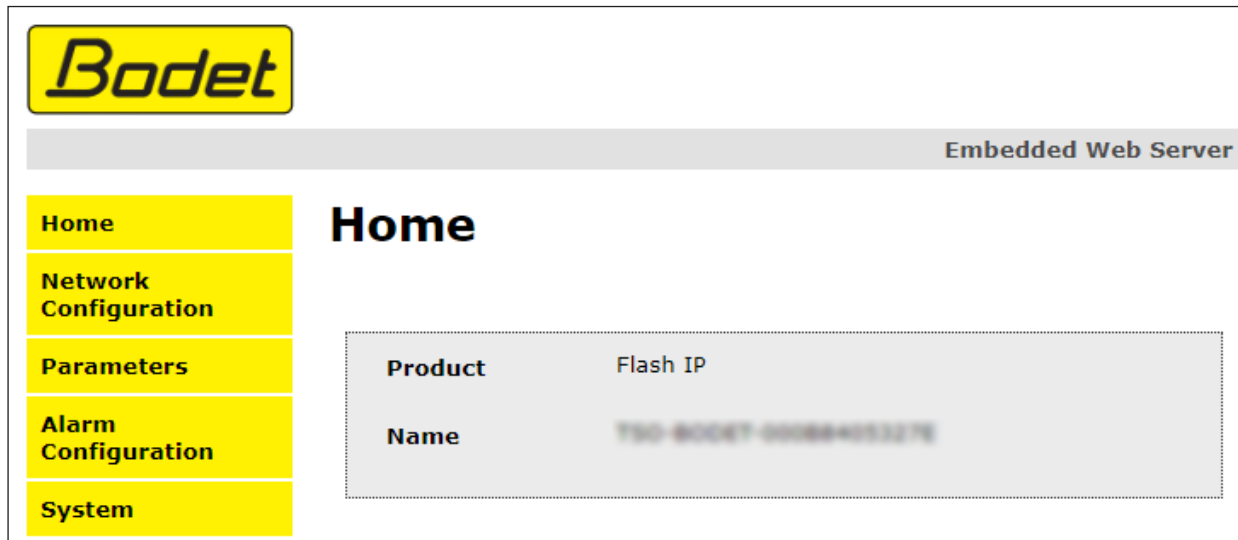 Bodet
Embedded Web Server
Home
Network
Configuration
Parameters
Alarm
Configuration
System
Home
Product Flash IP
Name